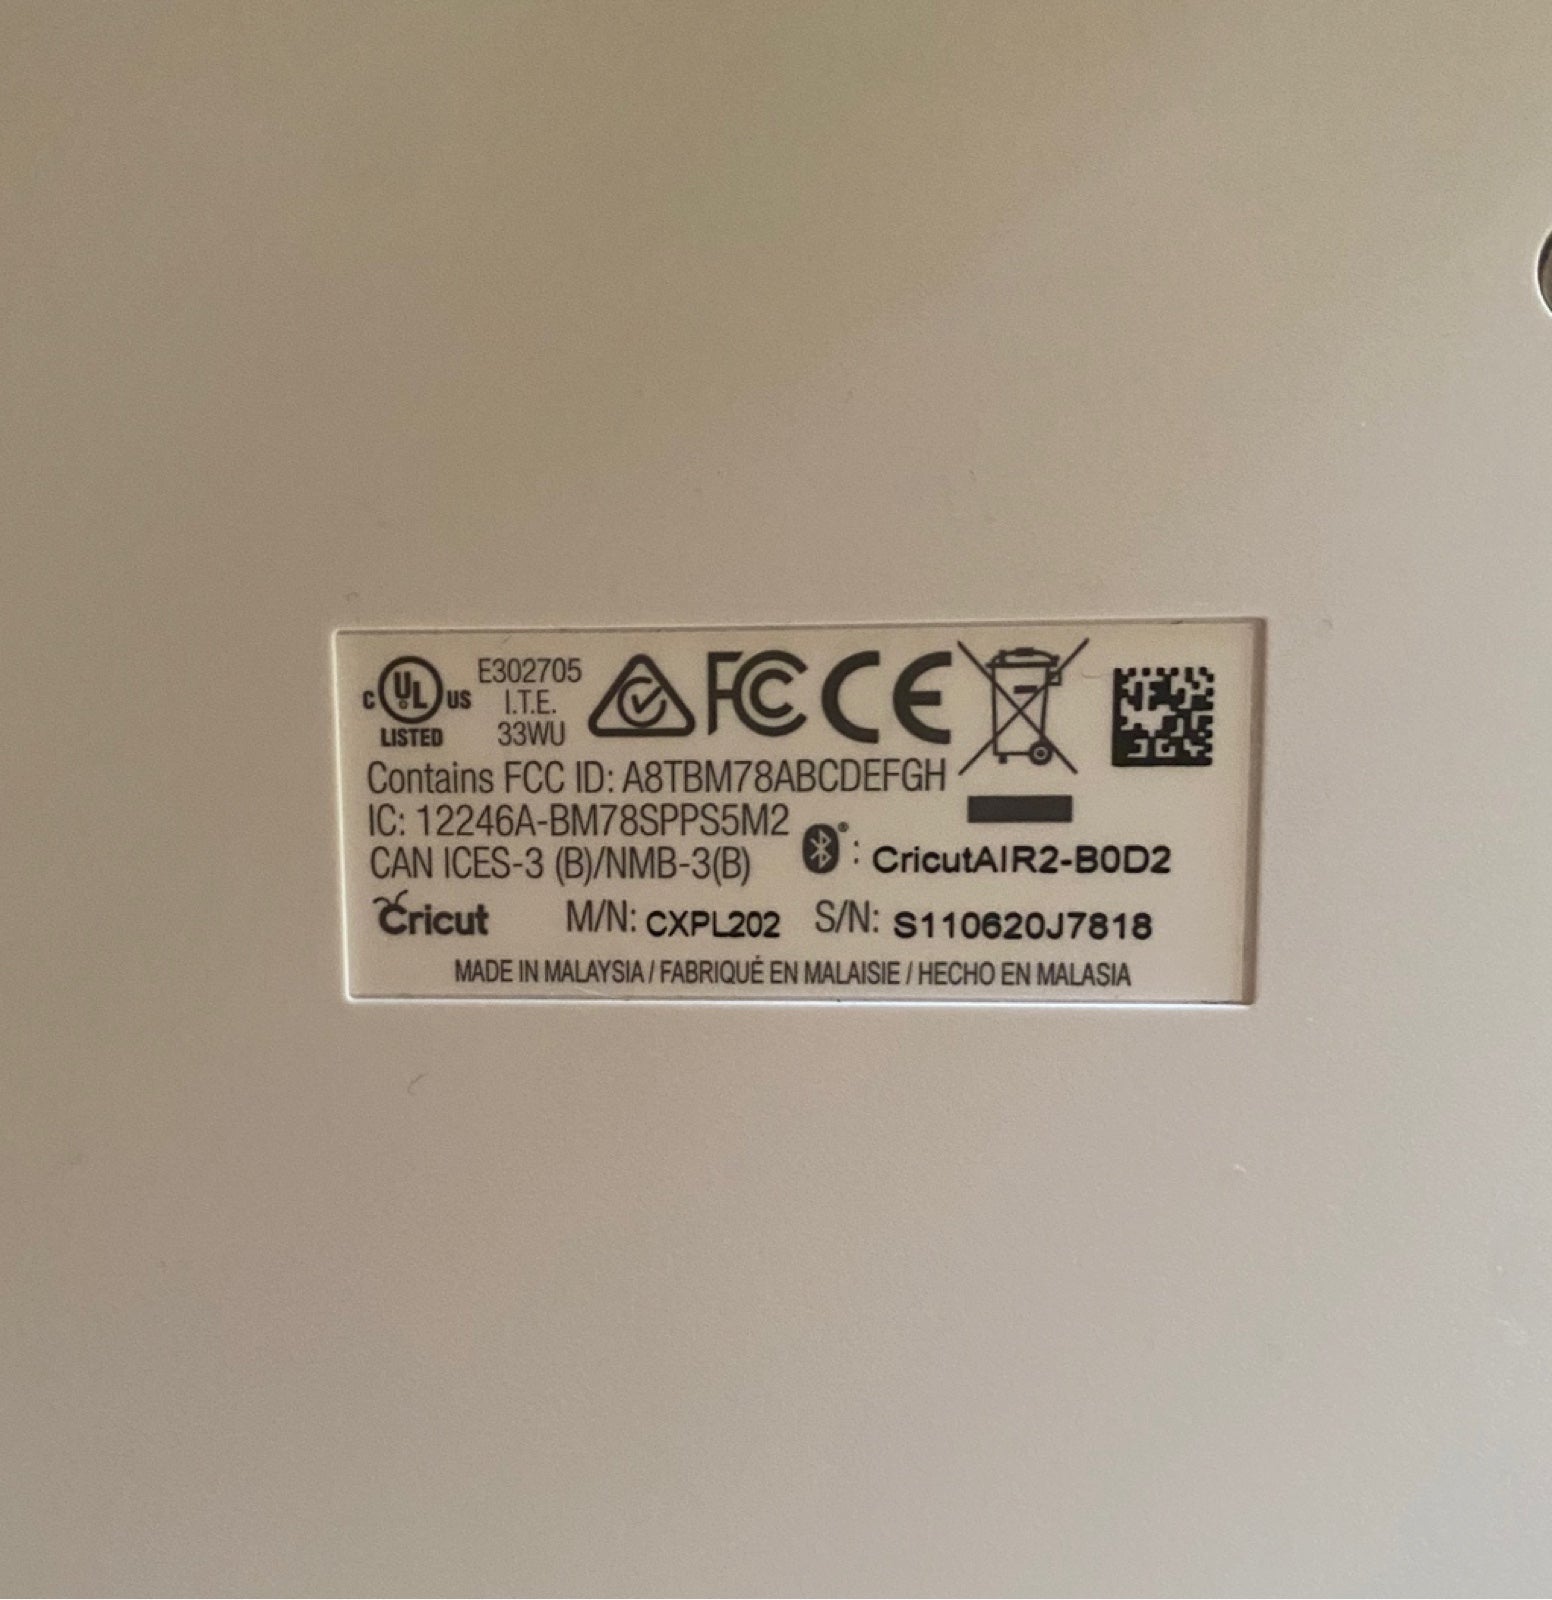 C UL US LISTED
E302705
I.T.E.
33WU
FC CE
Contains FCC ID: A8TBM78ABCDEFGH
IC: 12246A-BM78SPPS5M2
CAN ICES-3 (B)/NMB-3(B)
® : CricutAIR2-B0D2
Cricut M/N: CXPL202 S/N: S110620J7818
MADE IN MALAYSIA / FABRIQUÉ EN MALAISIE / HECHO EN MALASIA